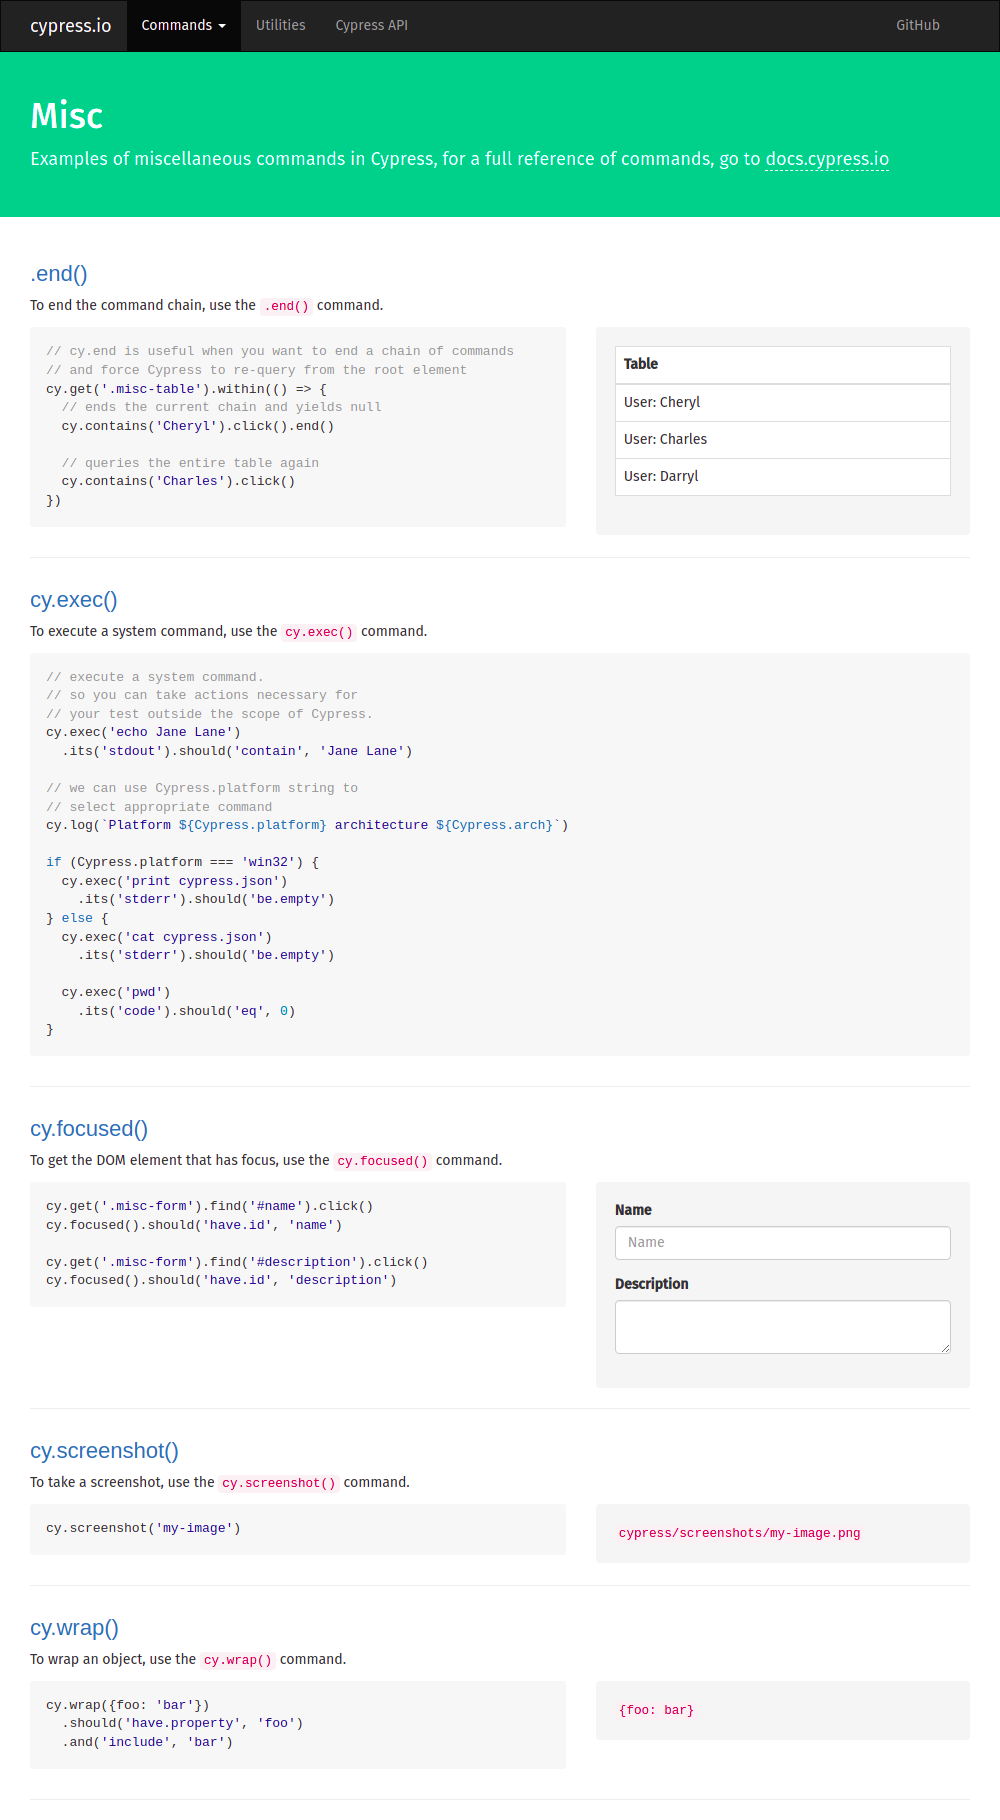 cypress.io Commands Utilities Cypress API GitHub
Misc
Examples of miscellaneous commands in Cypress, for a full reference of commands, go to docs.cypress.io
.end()
To end the command chain, use the .end() command.
// cy.end is useful when you want to end a chain of commands
// and force Cypress to re-query from the root element
cy.get('.misc-table').within(() => {
  // ends the current chain and yields null
  cy.contains('Cheryl').click().end()
  // queries the entire table again
  cy.contains('Charles').click()
})
Table
User: Cheryl
User: Charles
User: Darryl
cy.exec()
To execute a system command, use the cy.exec() command.
// execute a system command.
// so you can take actions necessary for
// your test outside the scope of Cypress.
cy.exec('echo Jane Lane')
  .its('stdout').should('contain', 'Jane Lane')
// we can use Cypress.platform string to
// select appropriate command
cy.log(`Platform ${Cypress.platform} architecture ${Cypress.arch}`)
if (Cypress.platform === 'win32') {
  cy.exec('print cypress.json')
    .its('stderr').should('be.empty')
} else {
  cy.exec('cat cypress.json')
    .its('stderr').should('be.empty')
  cy.exec('pwd')
    .its('code').should('eq', 0)
}
cy.focused()
To get the DOM element that has focus, use the cy.focused() command.
cy.get('.misc-form').find('#name').click()
cy.focused().should('have.id', 'name')
cy.get('.misc-form').find('#description').click()
cy.focused().should('have.id', 'description')
Name
Name
Description
cy.screenshot()
To take a screenshot, use the cy.screenshot() command.
cy.screenshot('my-image')
cypress/screenshots/my-image.png
cy.wrap()
To wrap an object, use the cy.wrap() command.
cy.wrap({foo: 'bar'})
  .should('have.property', 'foo')
  .and('include', 'bar')
{foo: bar}